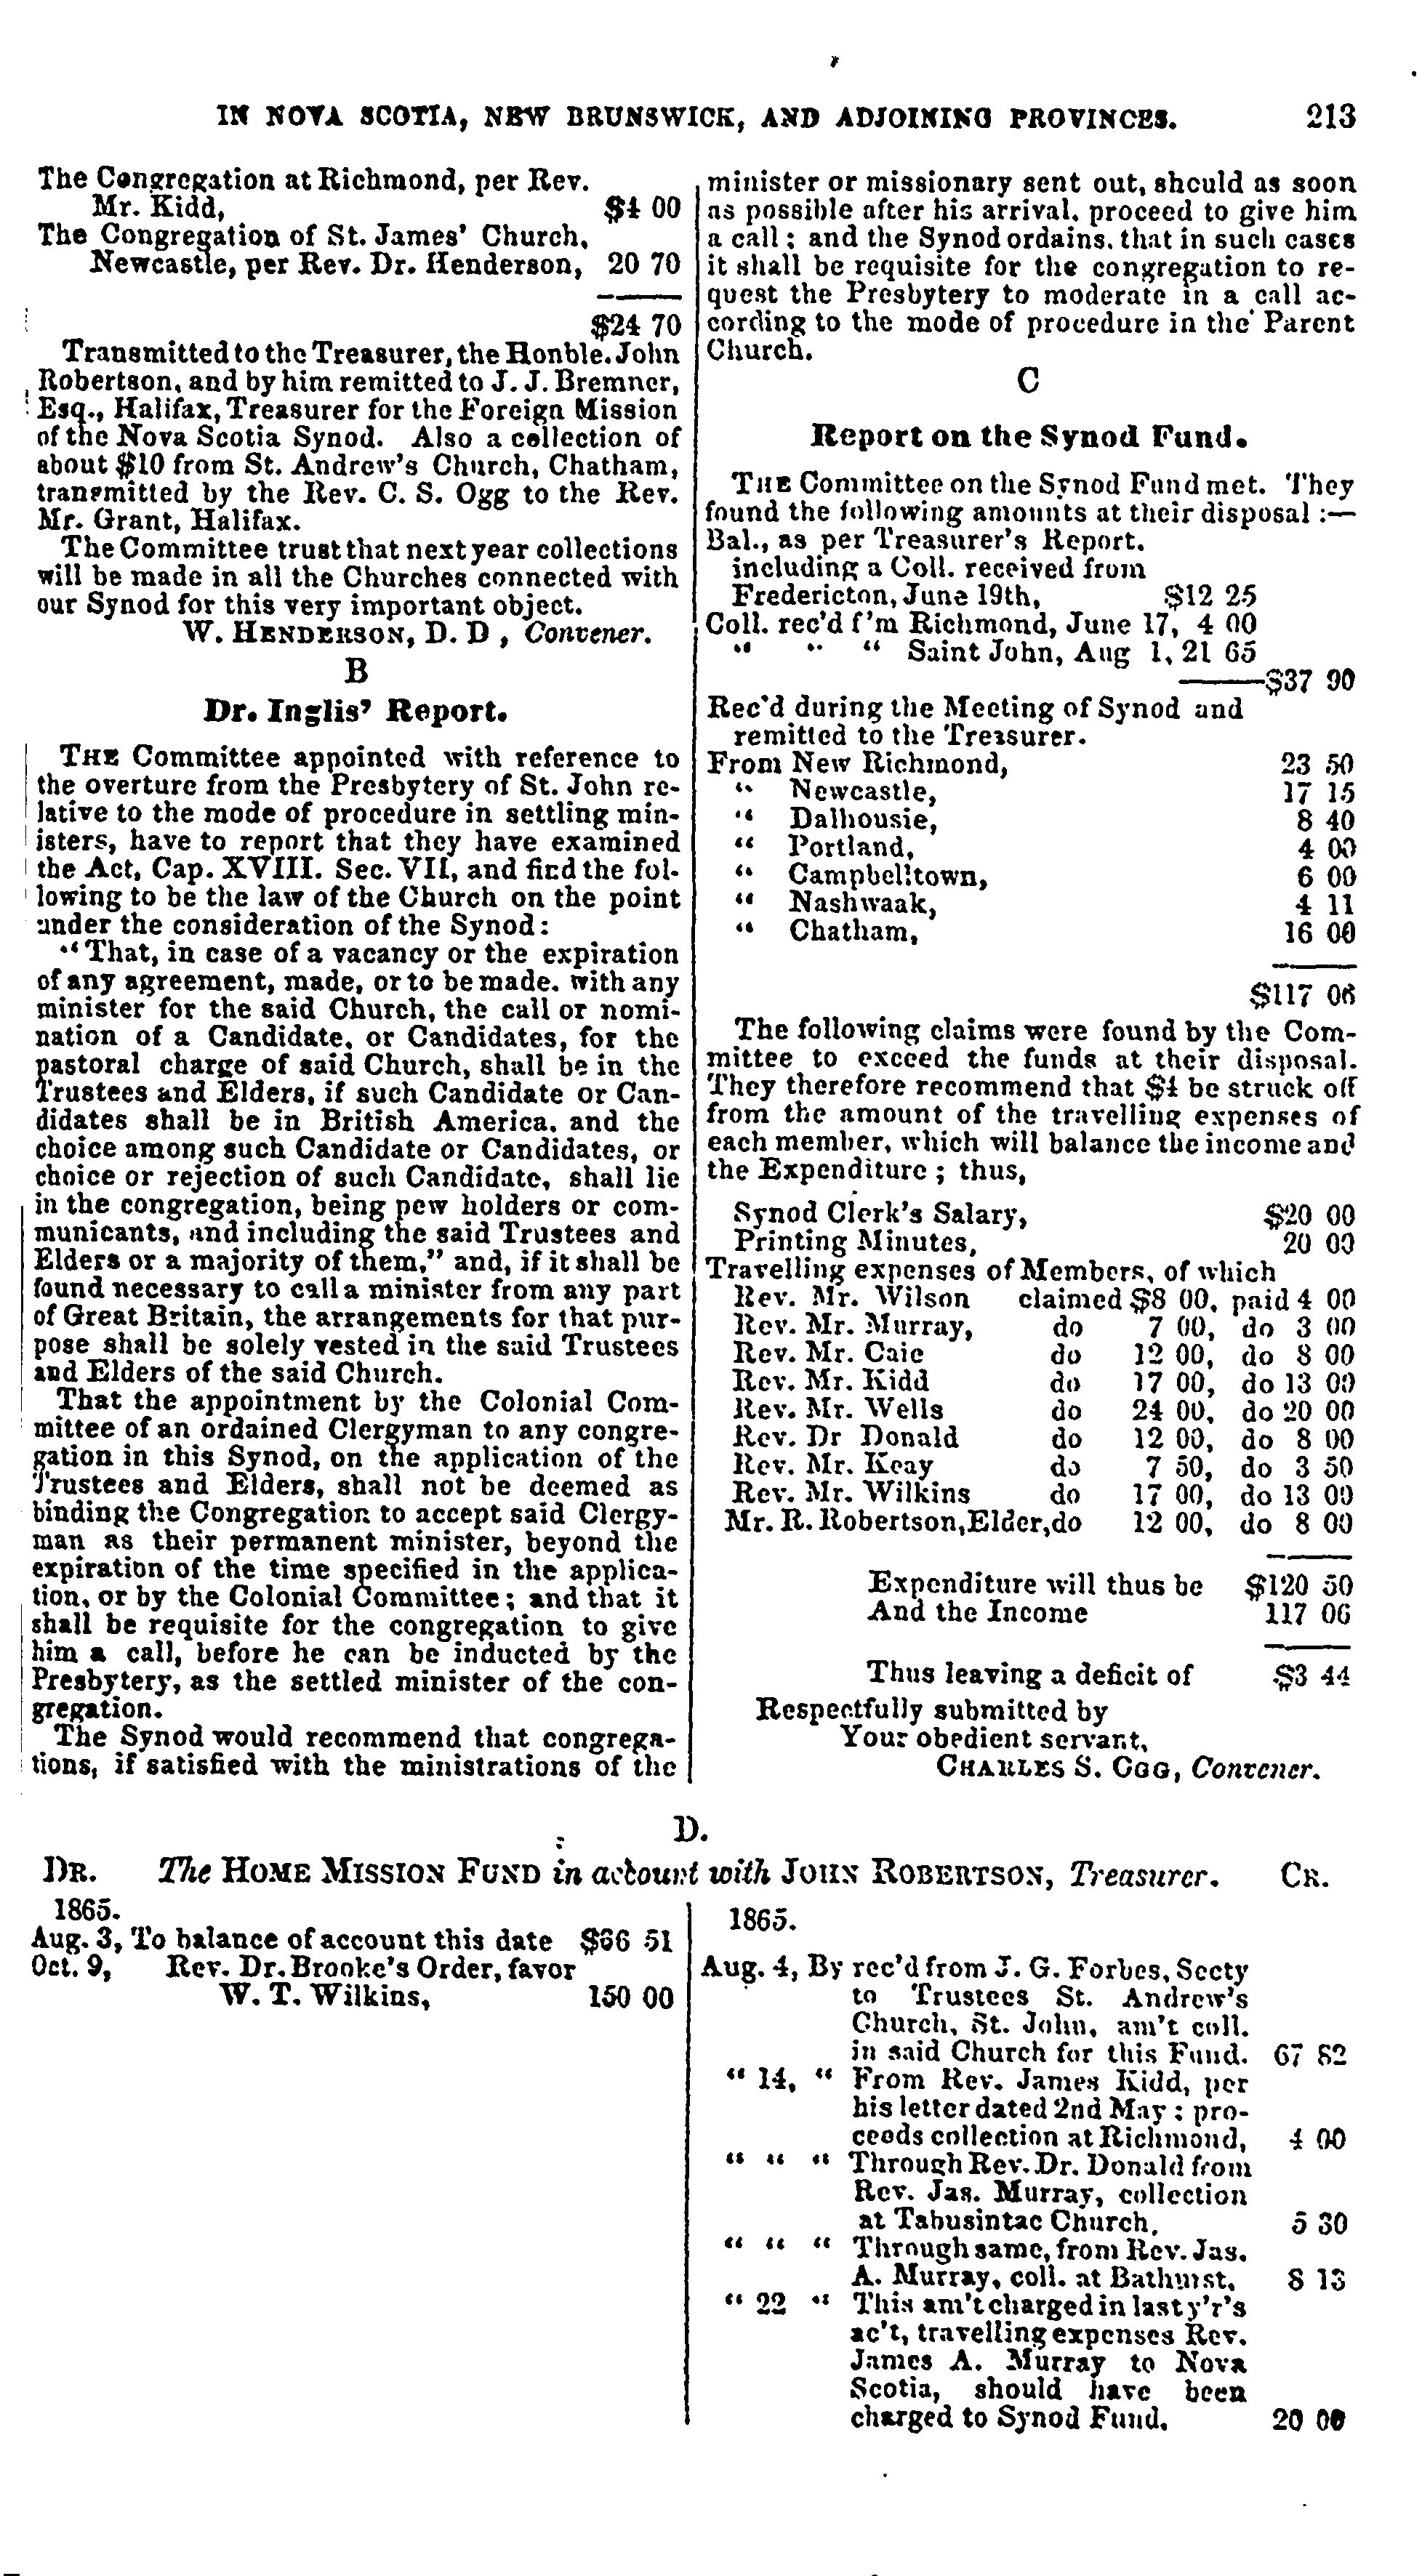 IN NOVA SCOTIA, NEW BRUNSWICK, AND ADJOINING PROVINCES. 213
The Congregation at Richmond, per Rev.
Mr. Kidd, $4 00
The Congregation of St. James' Church,
Newcastle, per Rev. Dr. Henderson, 20 70
$24 70
Transmitted to the Treasurer, the Honble. John
Robertson, and by him remitted to J. J. Bremner,
Esq., Halifax, Treasurer for the Foreign Mission
of the Nova Scotia Synod. Also a collection of
about $10 from St. Andrew's Church, Chatham,
transmitted by the Rev. C. S. Ogg to the Rev.
Mr. Grant, Halifax.
The Committee trust that next year collections
will be made in all the Churches connected with
our Synod for this very important object.
W. HENDERSON, D. D, Convener.
B
Dr. Inglis' Report.
THE Committee appointed with reference to
the overture from the Presbytery of St. John re-
lative to the mode of procedure in settling min-
isters, have to report that they have examined
the Act, Cap. XVIII. Sec. VII, and find the fol-
lowing to be the law of the Church on the point
under the consideration of the Synod:
"That, in case of a vacancy or the expiration
of any agreement, made, or to be made. with any
minister for the said Church, the call or nomi-
nation of a Candidate, or Candidates, for the
pastoral charge of said Church, shall be in the
Trustees and Elders, if such Candidate or Can-
didates shall be in British America, and the
choice among such Candidate or Candidates, or
choice or rejection of such Candidate, shall lie
in the congregation, being pew holders or com-
municants, and including the said Trustees and
Elders or a majority of them," and, if it shall be
found necessary to call a minister from any part
of Great Britain, the arrangements for that pur-
pose shall be solely vested in the said Trustees
and Elders of the said Church.
That the appointment by the Colonial Com-
mittee of an ordained Clergyman to any congre-
gation in this Synod, on the application of the
Trustees and Elders, shall not be deemed as
binding the Congregation to accept said Clergy-
man as their permanent minister, beyond the
expiration of the time specified in the applica-
tion, or by the Colonial Committee; and that it
shall be requisite for the congregation to give
him a call, before he can be inducted by the
Presbytery, as the settled minister of the con-
gregation.
The Synod would recommend that congrega-
tions, if satisfied with the ministrations of the
minister or missionary sent out, should as soon
as possible after his arrival, proceed to give him
a call; and the Synod ordains, that in such cases
it shall be requisite for the congregation to re-
quest the Presbytery to moderate in a call ac-
cording to the mode of procedure in the Parent
Church.
C
Report on the Synod Fund.
THE Committee on the Synod Fund met. They
found the following amounts at their disposal:—
Bal., as per Treasurer's Report.
including a Coll. received from
Fredericton, June 19th, $12 25
Coll. rec'd f'm Richmond, June 17, 4 00
" " " Saint John, Aug 1, 21 65
$37 90
Rec'd during the Meeting of Synod and
remitted to the Treasurer.
From New Richmond, 23 50
" Newcastle, 17 15
" Dalhousie, 8 40
" Portland, 4 00
" Campbelltown, 6 00
" Nashwaak, 4 11
" Chatham, 16 00
$117 06
The following claims were found by the Com-
mittee to exceed the funds at their disposal.
They therefore recommend that $4 be struck off
from the amount of the travelling expenses of
each member, which will balance the income and
the Expenditure; thus,
Synod Clerk's Salary, $20 00
Printing Minutes, 20 00
Travelling expenses of Members, of which
Rev. Mr. Wilson claimed $8 00, paid 4 00
Rev. Mr. Murray, do 7 00, do 3 00
Rev. Mr. Caie do 12 00, do 8 00
Rev. Mr. Kidd do 17 00, do 13 00
Rev. Mr. Wells do 24 00, do 20 00
Rev. Dr Donald do 12 00, do 8 00
Rev. Mr. Keay do 7 50, do 3 50
Rev. Mr. Wilkins do 17 00, do 13 00
Mr. R. Robertson, Elder, do 12 00, do 8 00
Expenditure will thus be $120 50
And the Income 117 06
Thus leaving a deficit of $3 44
Respectfully submitted by
Your obedient servant,
CHARLES S. OGG, Convener.
D.
DR. The HOME MISSION FUND in account with JOHN ROBERTSON, Treasurer. CR.
1865.
Aug. 3, To balance of account this date $66 51
Oct. 9, Rev. Dr. Brooke's Order, favor
W. T. Wilkins, 150 00
1865.
Aug. 4, By rec'd from J. G. Forbes, Secty
to Trustees St. Andrew's
Church, St. John, am't coll.
in said Church for this Fund. 67 82
" 14, " From Rev. James Kidd, per
his letter dated 2nd May: pro-
ceeds collection at Richmond, 4 00
" " " Through Rev. Dr. Donald from
Rev. Jas. Murray, collection
at Tabusintac Church, 5 30
" " " Through same, from Rev. Jas.
A. Murray, coll. at Bathurst, 8 13
" 22 " This am't charged in last y'r's
ac't, travelling expenses Rev.
James A. Murray to Nova
Scotia, should have been
charged to Synod Fund. 20 00